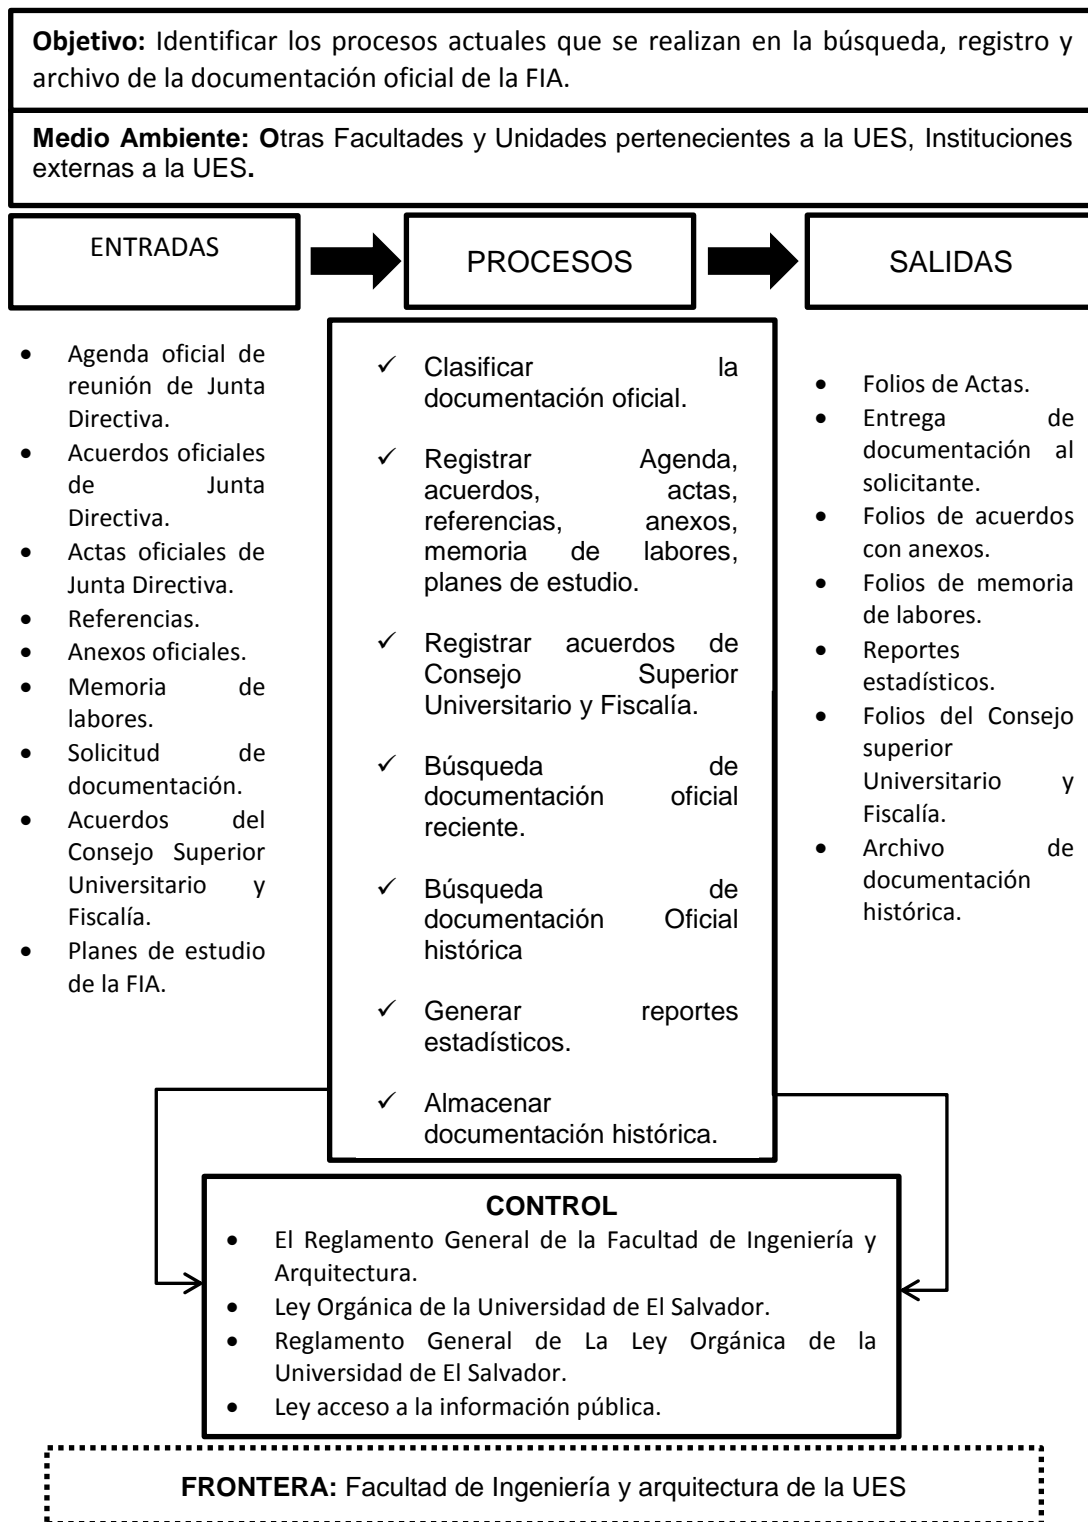 Objetivo: Identificar los procesos actuales que se realizan en la búsqueda, registro y
archivo de la documentación oficial de la FIA.
Medio Ambiente: Otras Facultades y Unidades pertenecientes a la UES, Instituciones
externas a la UES.
ENTRADAS
PROCESOS
SALIDAS
• Agenda oficial de
reunión de Junta
Directiva.
• Acuerdos oficiales
de Junta
Directiva.
• Actas oficiales de
Junta Directiva.
• Referencias.
• Anexos oficiales.
• Memoria de
labores.
• Solicitud de
documentación.
• Acuerdos del
Consejo Superior
Universitario y
Fiscalía.
• Planes de estudio
de la FIA.
✓ Clasificar la
documentación oficial.
✓ Registrar Agenda,
acuerdos, actas,
referencias, anexos,
memoria de labores,
planes de estudio.
✓ Registrar acuerdos de
Consejo Superior
Universitario y Fiscalía.
✓ Búsqueda de
documentación oficial
reciente.
✓ Búsqueda de
documentación Oficial
histórica
✓ Generar reportes
estadísticos.
✓ Almacenar
documentación histórica.
• Folios de Actas.
• Entrega de
documentación al
solicitante.
• Folios de acuerdos
con anexos.
• Folios de memoria
de labores.
• Reportes
estadísticos.
• Folios del Consejo
superior
Universitario y
Fiscalía.
• Archivo de
documentación
histórica.
CONTROL
• El Reglamento General de la Facultad de Ingeniería y
Arquitectura.
• Ley Orgánica de la Universidad de El Salvador.
• Reglamento General de La Ley Orgánica de la
Universidad de El Salvador.
• Ley acceso a la información pública.
FRONTERA: Facultad de Ingeniería y arquitectura de la UES